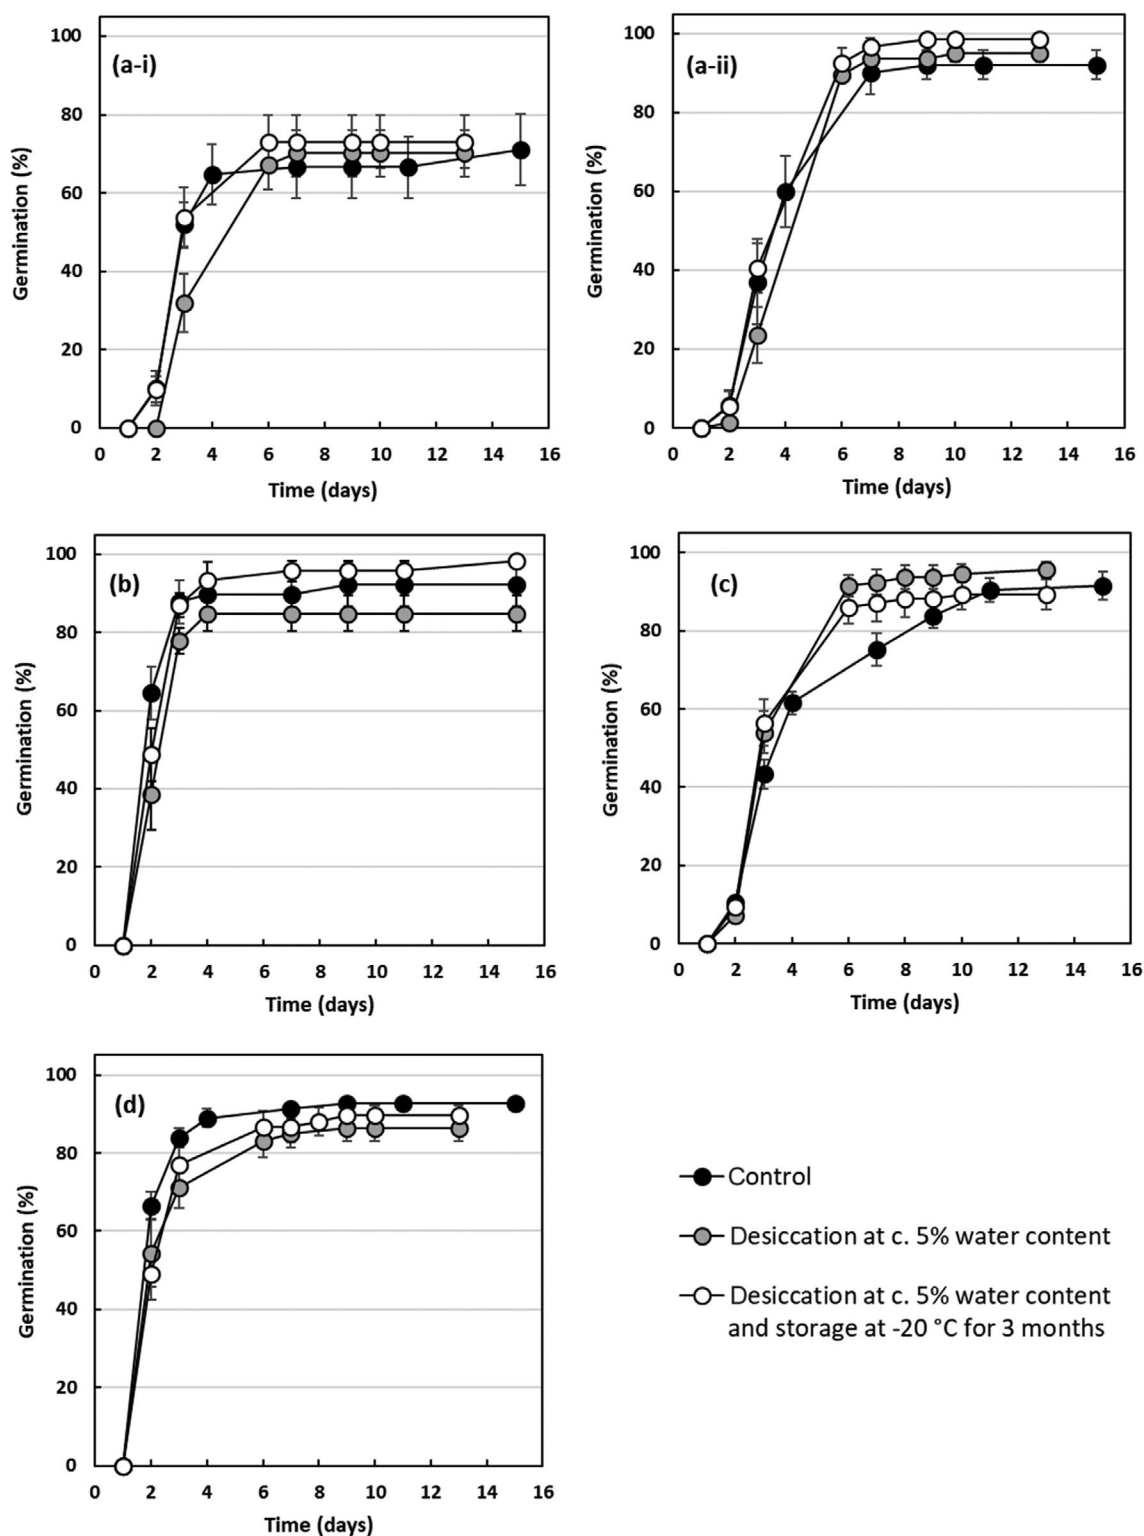 (a-i)
Germination (%)
100
80
60
40
20
0
0 2 4 6 8 10 12 14 16
Time (days)
(a-ii)
Germination (%)
100
80
60
40
20
0
0 2 4 6 8 10 12 14 16
Time (days)
(b)
Germination (%)
100
80
60
40
20
0
0 2 4 6 8 10 12 14 16
Time (days)
(c)
Germination (%)
100
80
60
40
20
0
0 2 4 6 8 10 12 14 16
Time (days)
(d)
Germination (%)
100
80
60
40
20
0
0 2 4 6 8 10 12 14 16
Time (days)
Control
Desiccation at c. 5% water content
Desiccation at c. 5% water content
and storage at -20 °C for 3 months